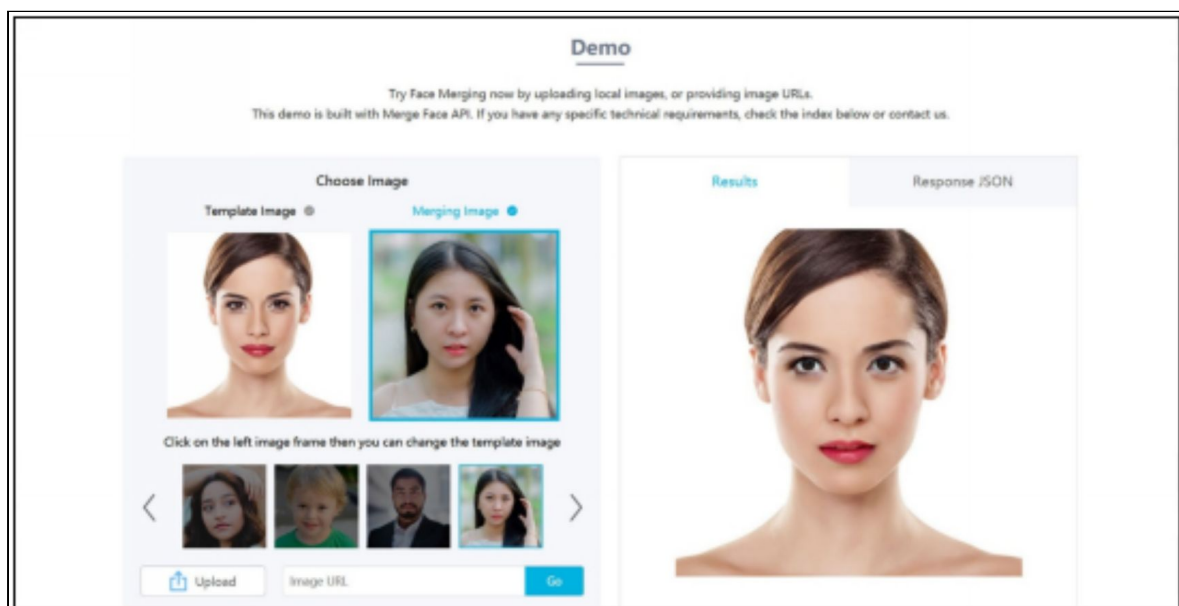 Demo
Try Face Merging now by uploading local images, or providing image URLs.
This demo is built with Merge Face API. If you have any specific technical requirements, check the index below or contact us.
Choose Image
Template Image
Merging Image
Click on the left image frame then you can change the template image
Upload
Image URL
Go
Results
Response JSON